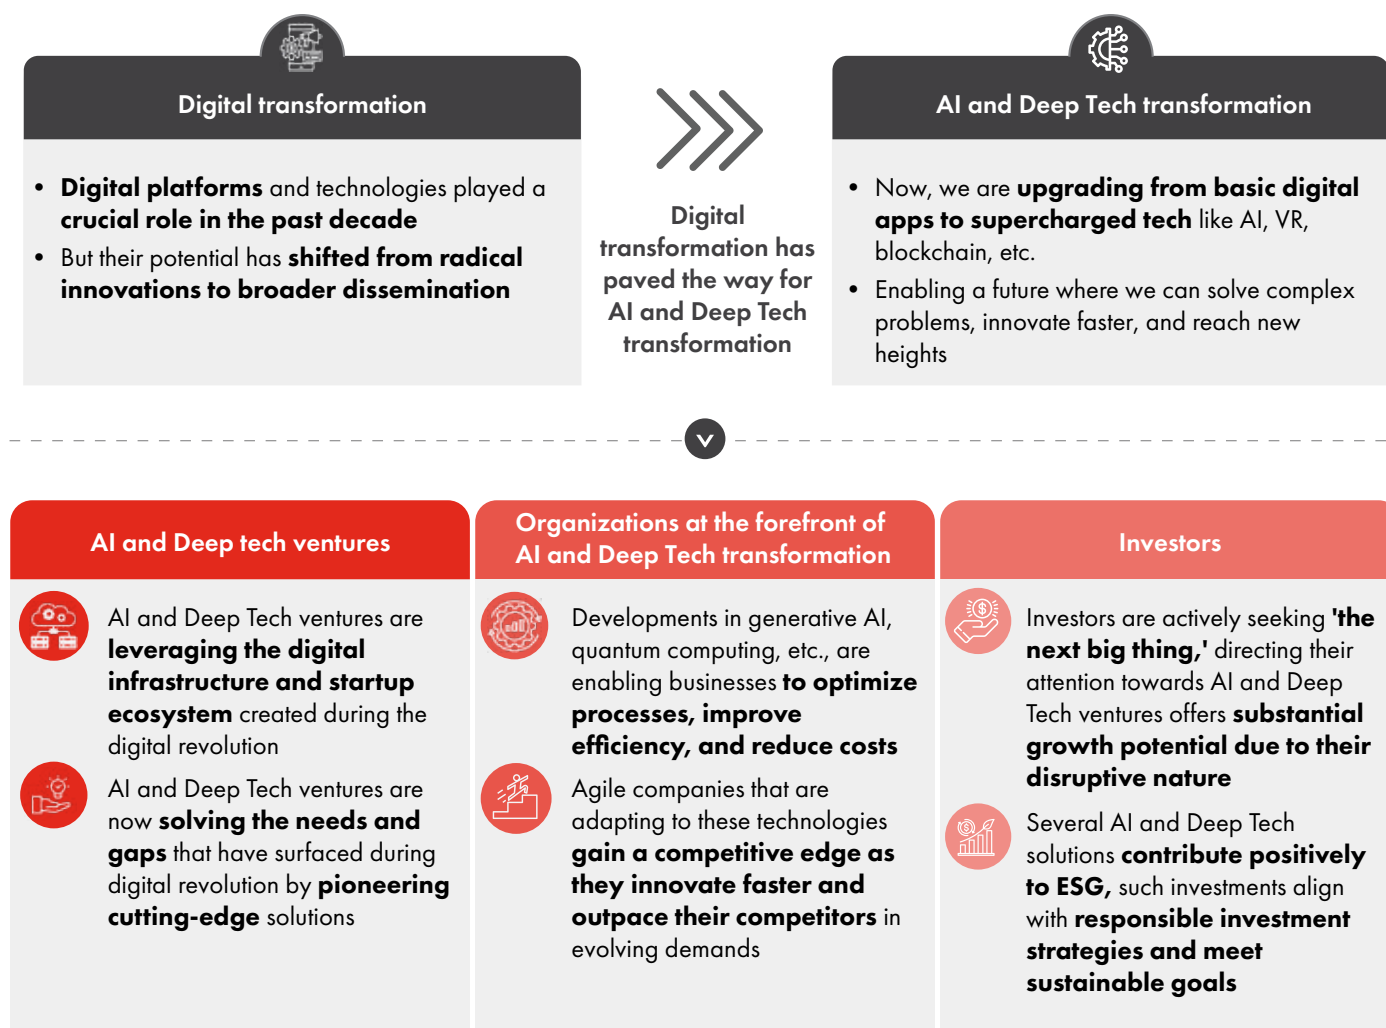 Digital transformation
• Digital platforms and technologies played a
crucial role in the past decade
• But their potential has shifted from radical
innovations to broader dissemination
Digital
transformation has
paved the way for
AI and Deep Tech
transformation
AI and Deep Tech transformation
• Now, we are upgrading from basic digital
apps to supercharged tech like AI, VR,
blockchain, etc.
• Enabling a future where we can solve complex
problems, innovate faster, and reach new
heights
AI and Deep tech ventures
AI and Deep Tech ventures are
leveraging the digital
infrastructure and startup
ecosystem created during the
digital revolution
AI and Deep Tech ventures are
now solving the needs and
gaps that have surfaced during
digital revolution by pioneering
cutting-edge solutions
Organizations at the forefront of
AI and Deep Tech transformation
Developments in generative AI,
quantum computing, etc., are
enabling businesses to optimize
processes, improve
efficiency, and reduce costs
Agile companies that are
adapting to these technologies
gain a competitive edge as
they innovate faster and
outpace their competitors in
evolving demands
Investors
Investors are actively seeking 'the
next big thing,' directing their
attention towards AI and Deep
Tech ventures offers substantial
growth potential due to their
disruptive nature
Several AI and Deep Tech
solutions contribute positively
to ESG, such investments align
with responsible investment
strategies and meet
sustainable goals